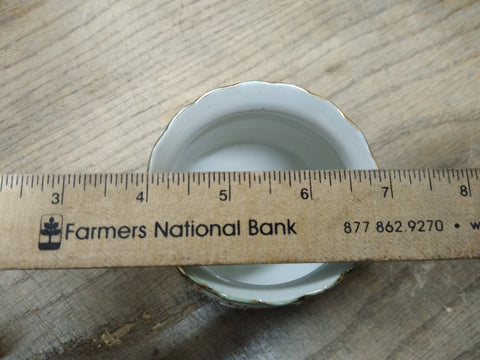 3 4 5 6 7 8
Farmers National Bank 877 862.9270 • w